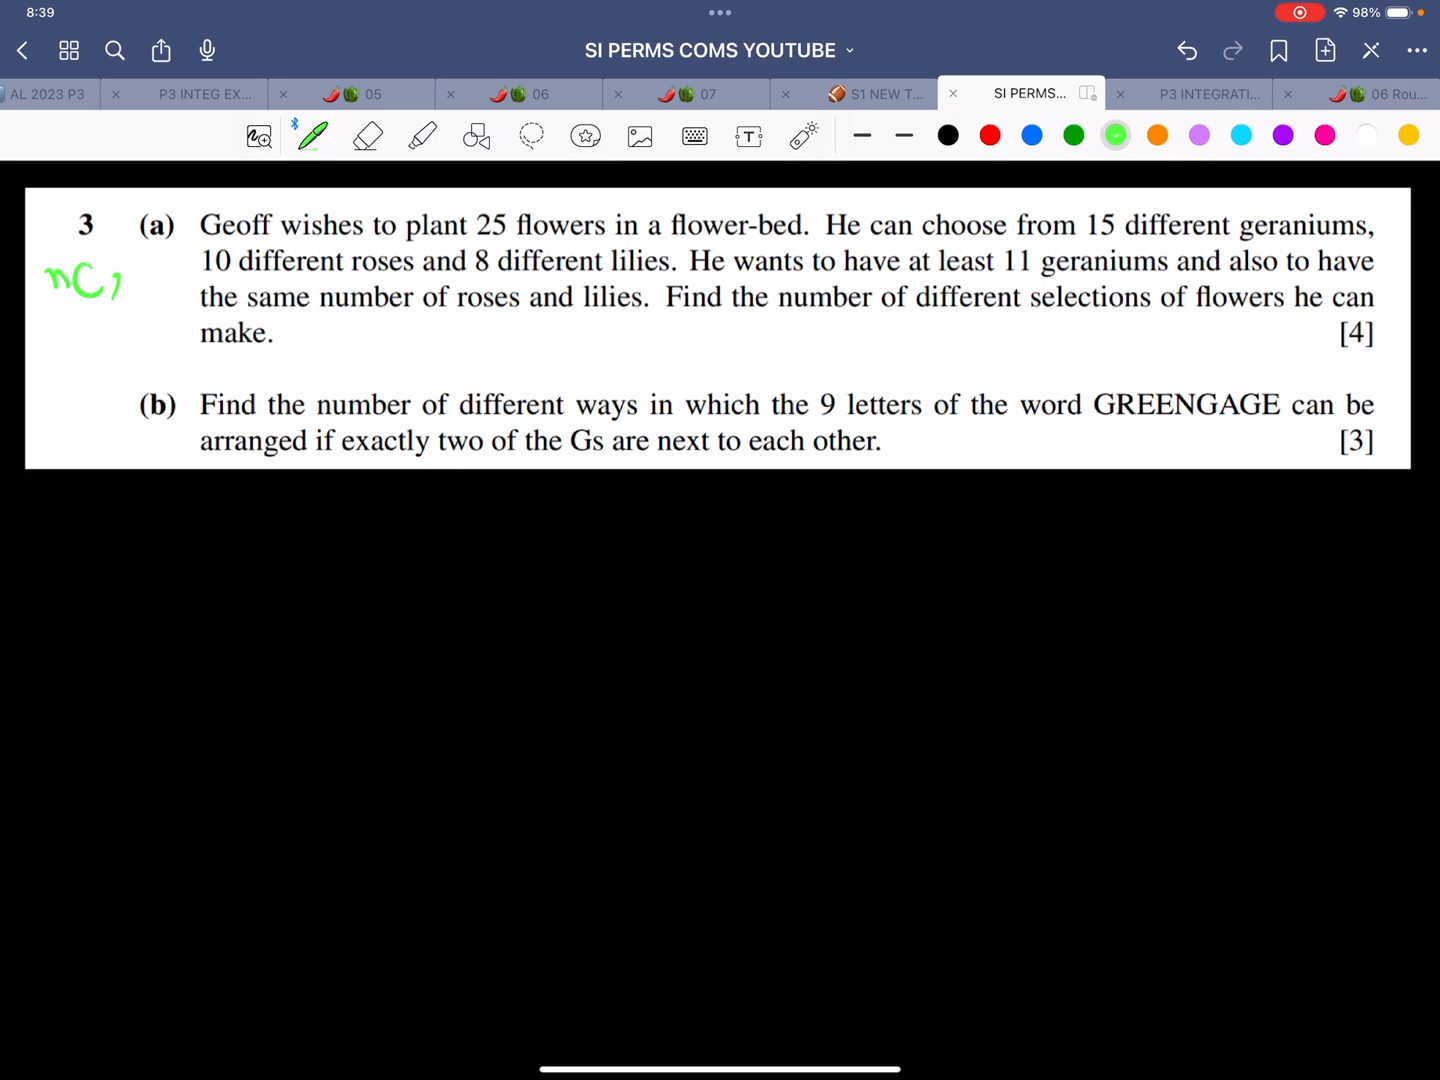 8:39
98%
SI PERMS COMS YOUTUBE
AL 2023 P3
P3 INTEG EX...
05
06
07
S1 NEW T...
SI PERMS...
P3 INTEGRATI...
06 Rou...
3 (a) Geoff wishes to plant 25 flowers in a flower-bed. He can choose from 15 different geraniums,
nC,
10 different roses and 8 different lilies. He wants to have at least 11 geraniums and also to have
the same number of roses and lilies. Find the number of different selections of flowers he can
make. [4]
(b) Find the number of different ways in which the 9 letters of the word GREENGAGE can be
arranged if exactly two of the Gs are next to each other. [3]